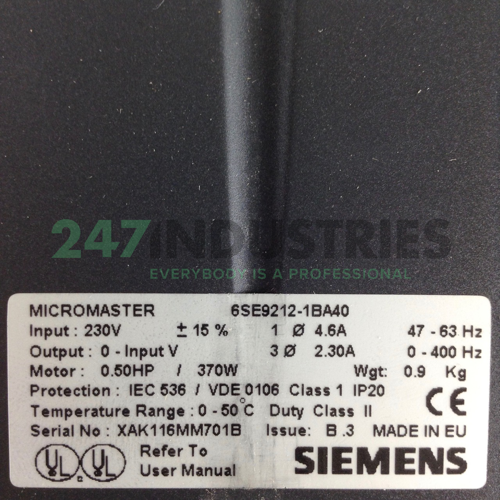 247INDUSTRIES
EVERYBODY IS A PROFESSIONAL
MICROMASTER 6SE9212-1BA40
Input : 230V ± 15 % 1 Ø 4.6A 47 - 63 Hz
Output : 0 - Input V 3 Ø 2.30A 0 - 400 Hz
Motor : 0.50HP / 370W Wgt: 0.9 Kg
Protection : IEC 536 / VDE 0106 Class 1 IP20
Temperature Range : 0 - 50°C Duty Class II CE
Serial No : XAK116MM701B Issue: B .3 MADE IN EU
UL ® UL ® Refer To
User Manual SIEMENS